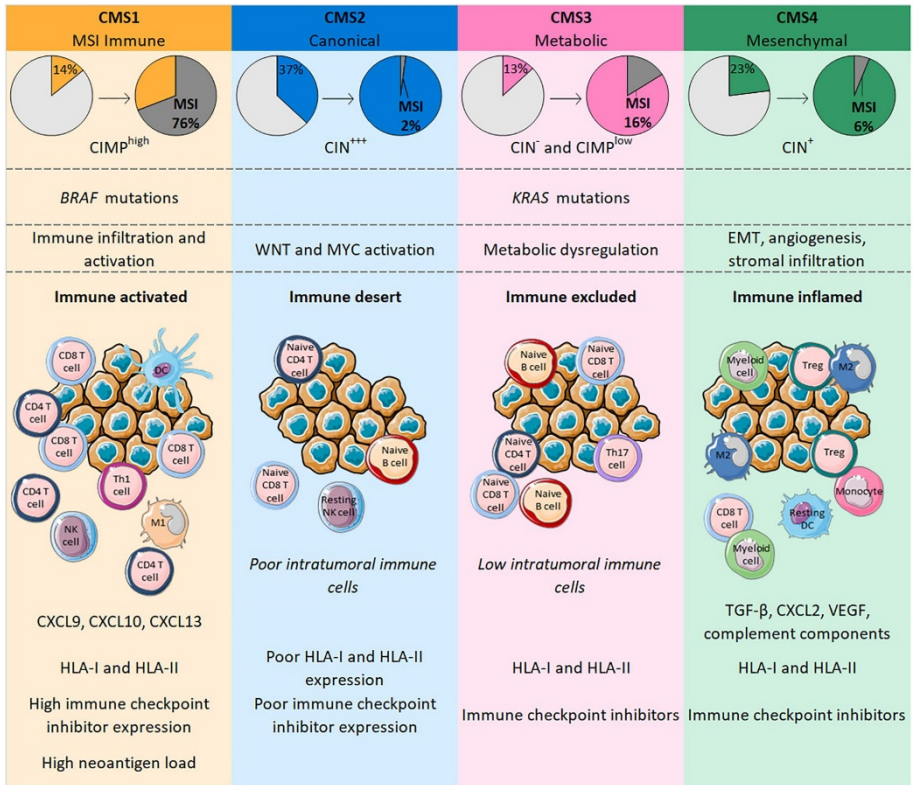 CMS1
MSI Immune
CMS2
Canonical
CMS3
Metabolic
CMS4
Mesenchymal
14%
MSI
76%
37%
MSI
2%
13%
MSI
16%
23%
MSI
6%
CIMPhigh
CIN+++
CIN- and CIMPlow
CIN+
BRAF mutations
KRAS mutations
Immune infiltration and
activation
WNT and MYC activation
Metabolic dysregulation
EMT, angiogenesis,
stromal infiltration
Immune activated
CD8 T
cell
DC
CD4 T
cell
CD8 T
cell
CD8 T
cell
Th1
cell
CD4 T
cell
NK
cell
M1
CD4 T
cell
CXCL9, CXCL10, CXCL13
HLA-I and HLA-II
High immune checkpoint
inhibitor expression
High neoantigen load
Immune desert
Naive
CD4 T
cell
Naive
B cell
Naive
CD8 T
cell
Resting
NK cell
Poor intratumoral immune
cells
Poor HLA-I and HLA-II
expression
Poor immune checkpoint
inhibitor expression
Immune excluded
Naive
B cell
Naive
CD8 T
cell
Naive
CD4 T
cell
Th17
cell
Naive
CD8 T
cell
Naive
B cell
Low intratumoral immune
cells
HLA-I and HLA-II
Immune checkpoint inhibitors
Immune inflamed
Myeloid
cell
Treg
M2
M2
Treg
Monocyte
CD8 T
cell
Resting
DC
Myeloid
cell
TGF-β, CXCL2, VEGF,
complement components
HLA-I and HLA-II
Immune checkpoint inhibitors